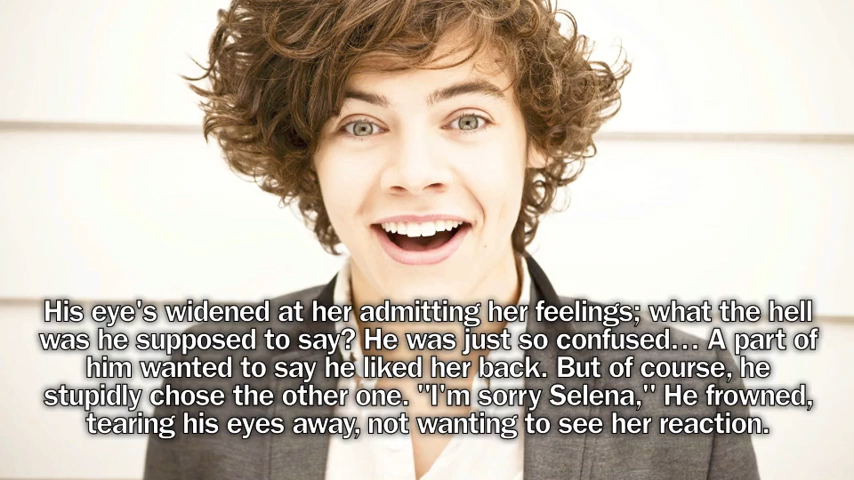 His eye's widened at her admitting her feelings; what the hell
was he supposed to say? He was just so confused... A part of
him wanted to say he liked her back. But of course, he
stupidly chose the other one. "I'm sorry Selena," He frowned,
tearing his eyes away, not wanting to see her reaction.